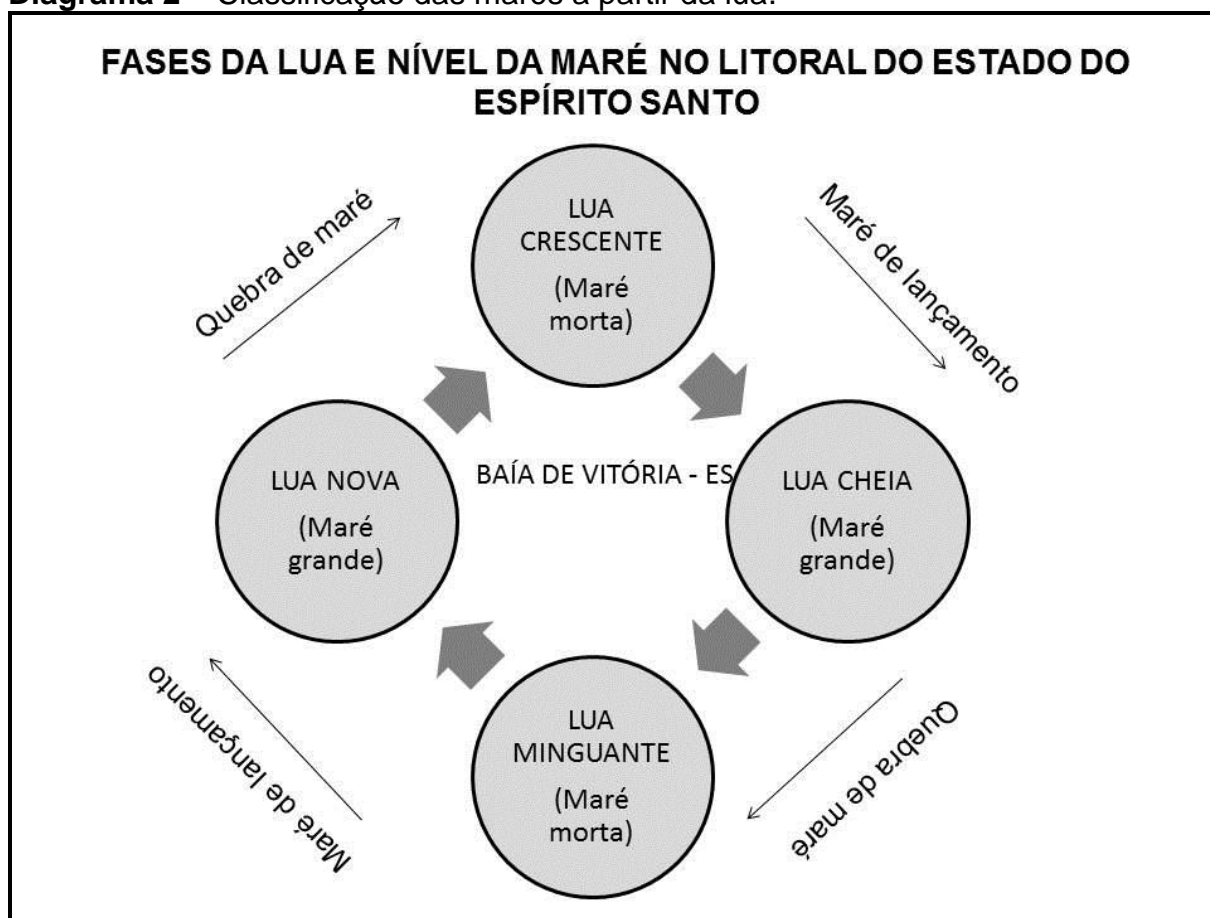 Diagrama 2 – Classificação das marés a partir da lua.
FASES DA LUA E NÍVEL DA MARÉ NO LITORAL DO ESTADO DO
ESPÍRITO SANTO
Quebra de maré
LUA
CRESCENTE
(Maré
morta)
Maré de lançamento
LUA NOVA
(Maré
grande)
BAÍA DE VITÓRIA - ES
LUA CHEIA
(Maré
grande)
Maré de lançamento
LUA
MINGUANTE
(Maré
morta)
Quebra de maré